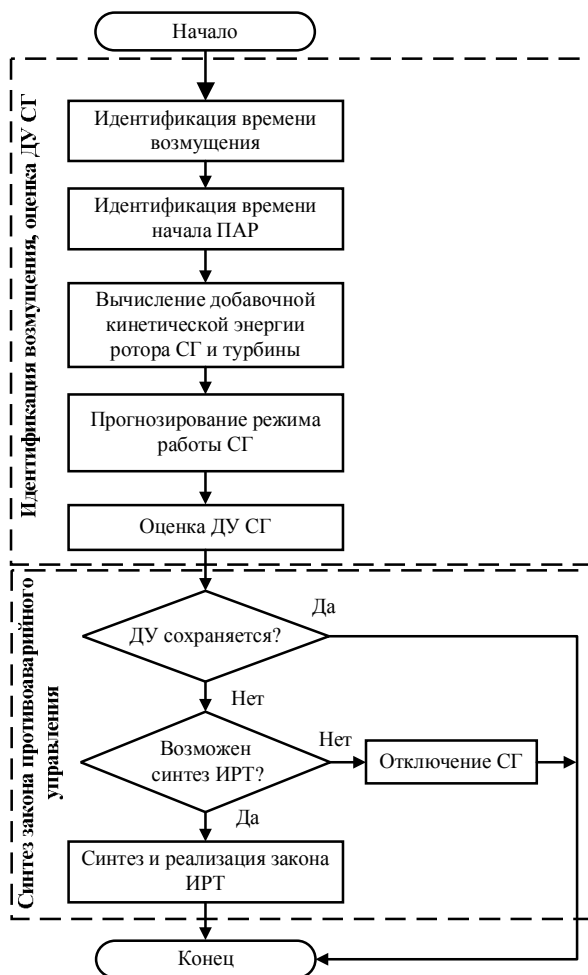 Начало
Идентификация возмущения, оценка ДУ СГ
Идентификация времени
возмущения
Идентификация времени
начала ПАР
Вычисление добавочной
кинетической энергии
ротора СГ и турбины
Прогнозирование режима
работы СГ
Оценка ДУ СГ
Синтез закона противоаварийного
управления
ДУ сохраняется?
Да
Нет
Возможен
синтез ИРТ?
Нет
Отключение СГ
Да
Синтез и реализация закона
ИРТ
Конец